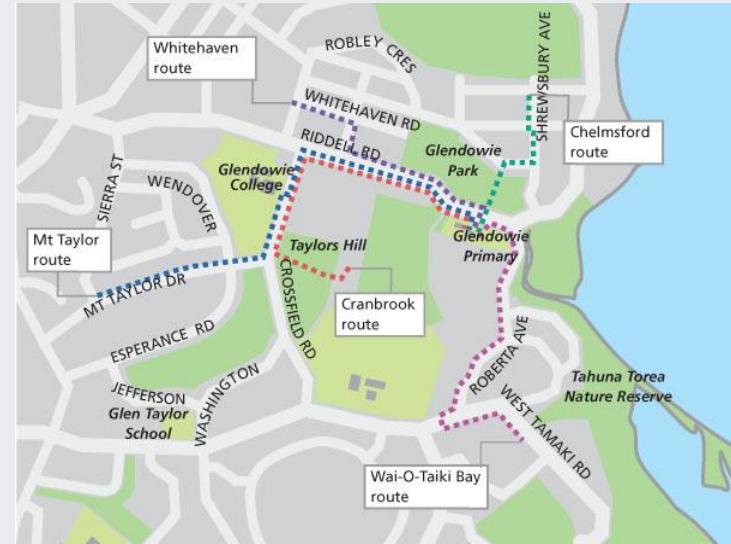 Whitehaven
route
ROBLEY CRES
SHREWSBURY AVE
WHITEHAVEN RD
Chelmsford
route
RIDDELL RD
Glendowie
Park
Glendowie
College
SIERRA ST
WENDOVER
Mt Taylor
route
Taylors Hill
Glendowie
Primary
MT TAYLOR DR
CROSSFIELD RD
Cranbrook
route
ESPERANCE RD
ROBERTA AVE
JEFFERSON
WASHINGTON
Glen Taylor
School
WEST TAMAKI RD
Tahuna Torea
Nature Reserve
Wai-O-Taiki Bay
route